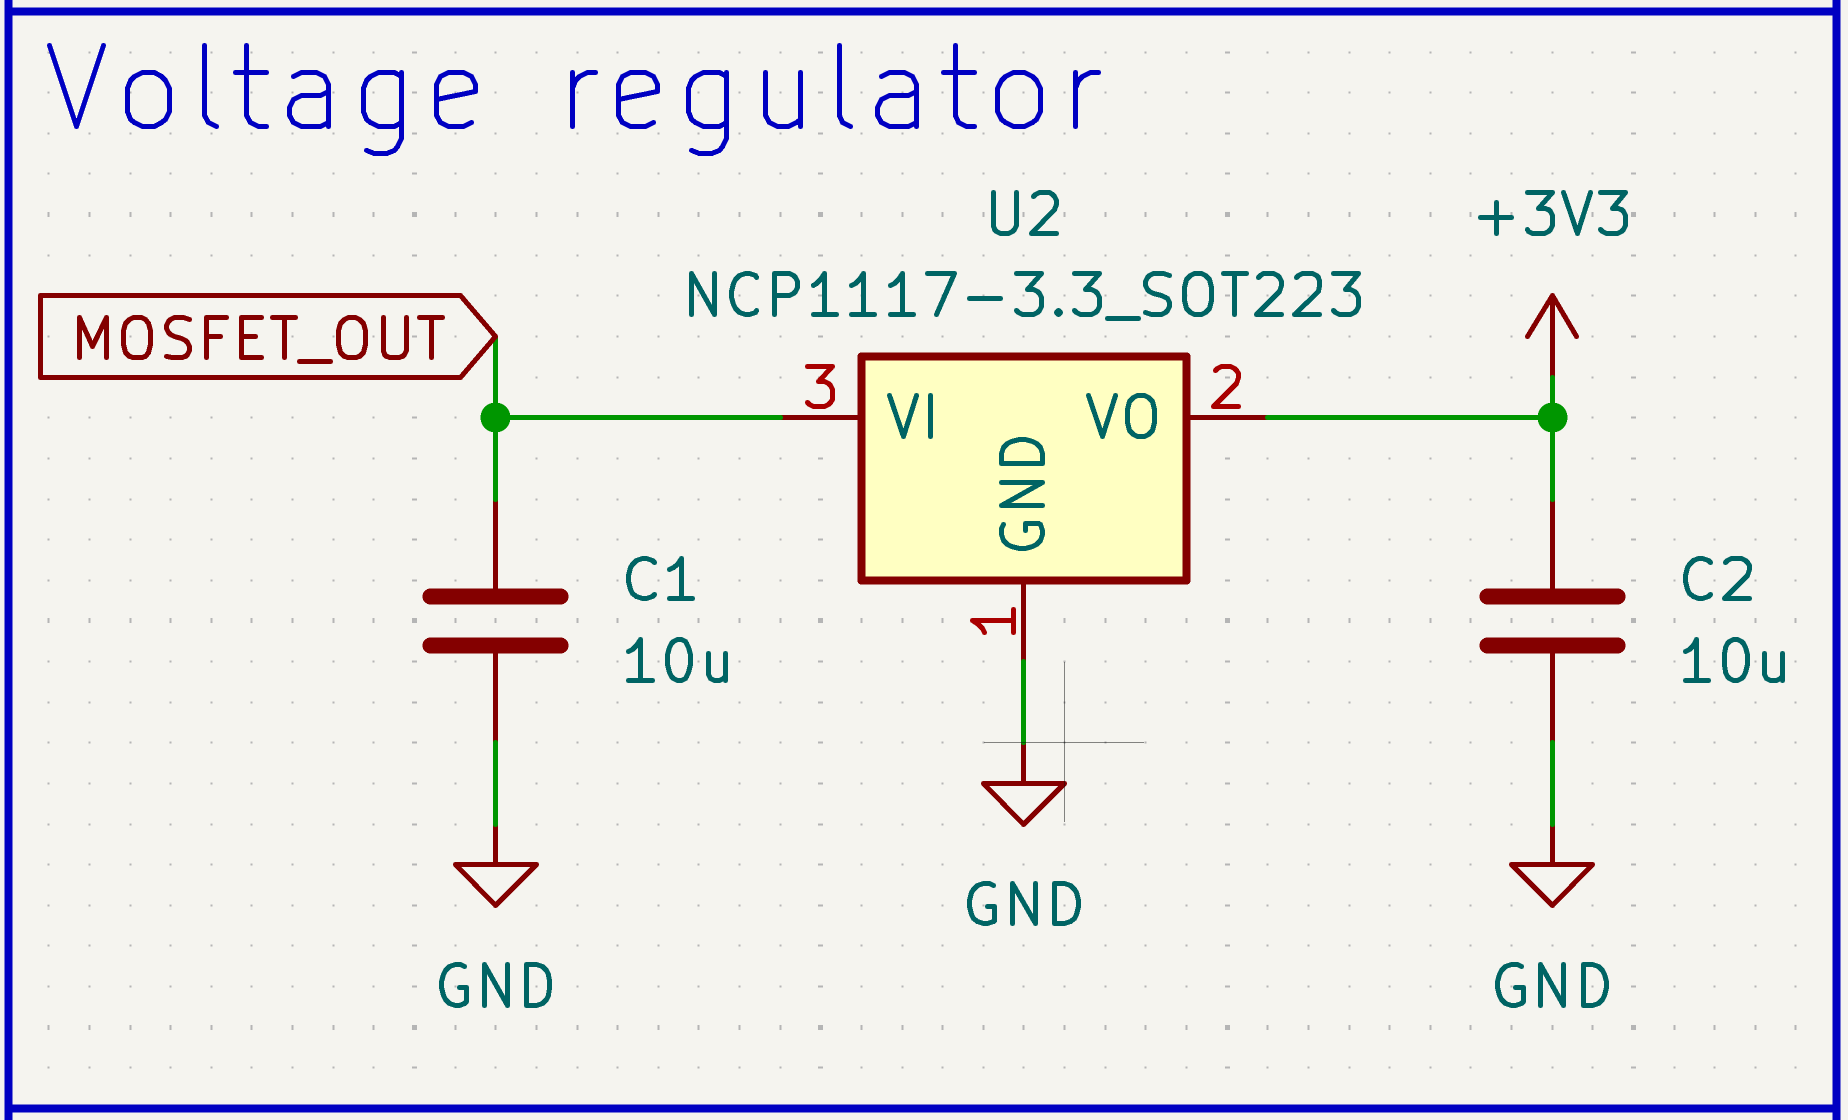 Voltage regulator
U2
+3V3
NCP1117-3.3_SOT223
MOSFET_OUT
3
2
VI
VO
GND
1
C1
10u
C2
10u
GND
GND
GND